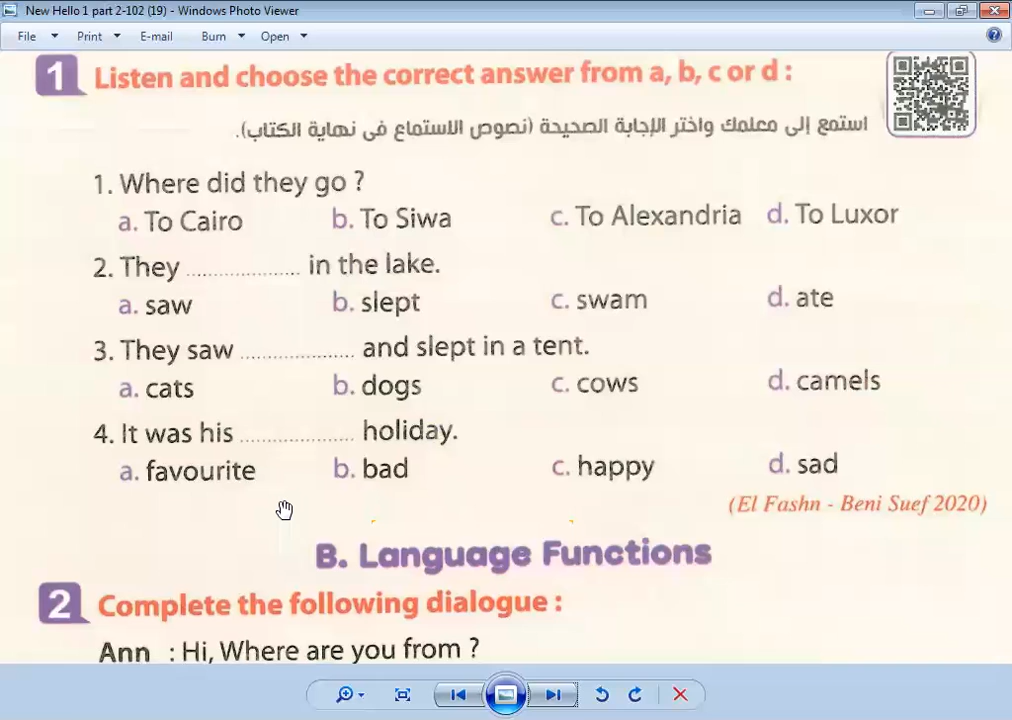 New Hello 1 part 2-102 (19) - Windows Photo Viewer
File Print E-mail Burn Open
1 Listen and choose the correct answer from a, b, c or d :
استمع إلى معلمك واختر الإجابة الصحيحة (نصوص الاستماع فى نهاية الكتاب).
1. Where did they go ?
a. To Cairo b. To Siwa c. To Alexandria d. To Luxor
2. They .................... in the lake.
a. saw b. slept c. swam d. ate
3. They saw .................... and slept in a tent.
a. cats b. dogs c. cows d. camels
4. It was his .................... holiday.
a. favourite b. bad c. happy d. sad
(El Fashn - Beni Suef 2020)
B. Language Functions
2 Complete the following dialogue :
Ann : Hi, Where are you from ?